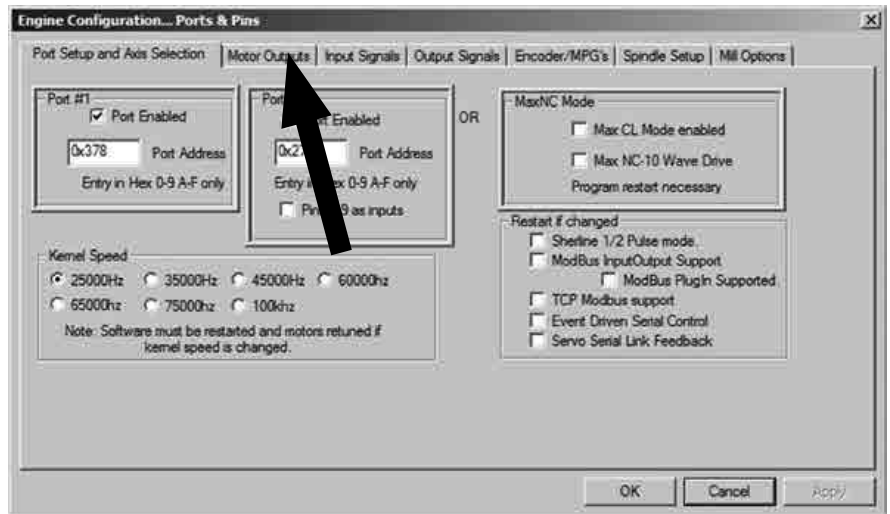 Engine Configuration... Ports & Pins
Port Setup and Axis Selection Motor Outputs Input Signals Output Signals Encoder/MPG's Spindle Setup Mill Options
Port #1
Port Enabled
0x378 Port Address
Entry in Hex 0-9 A-F only
Enabled
Port Address
Entry in Hex 0-9 A-F only
as inputs
OR
MaxNC Mode
Max CL Mode enabled
Max NC-10 Wave Drive
Program restart necessary
Restart if changed
Sherline 1/2 Pulse mode.
ModBus InputOutput Support
ModBus PlugIn Supported.
TCP Modbus support
Event Driven Serial Control
Servo Serial Link Feedback
Kernel Speed
25000Hz 35000Hz 45000Hz 60000hz
65000hz 75000hz 100khz
Note: Software must be restarted and motors retuned if
kernel speed is changed.
OK Cancel Apply